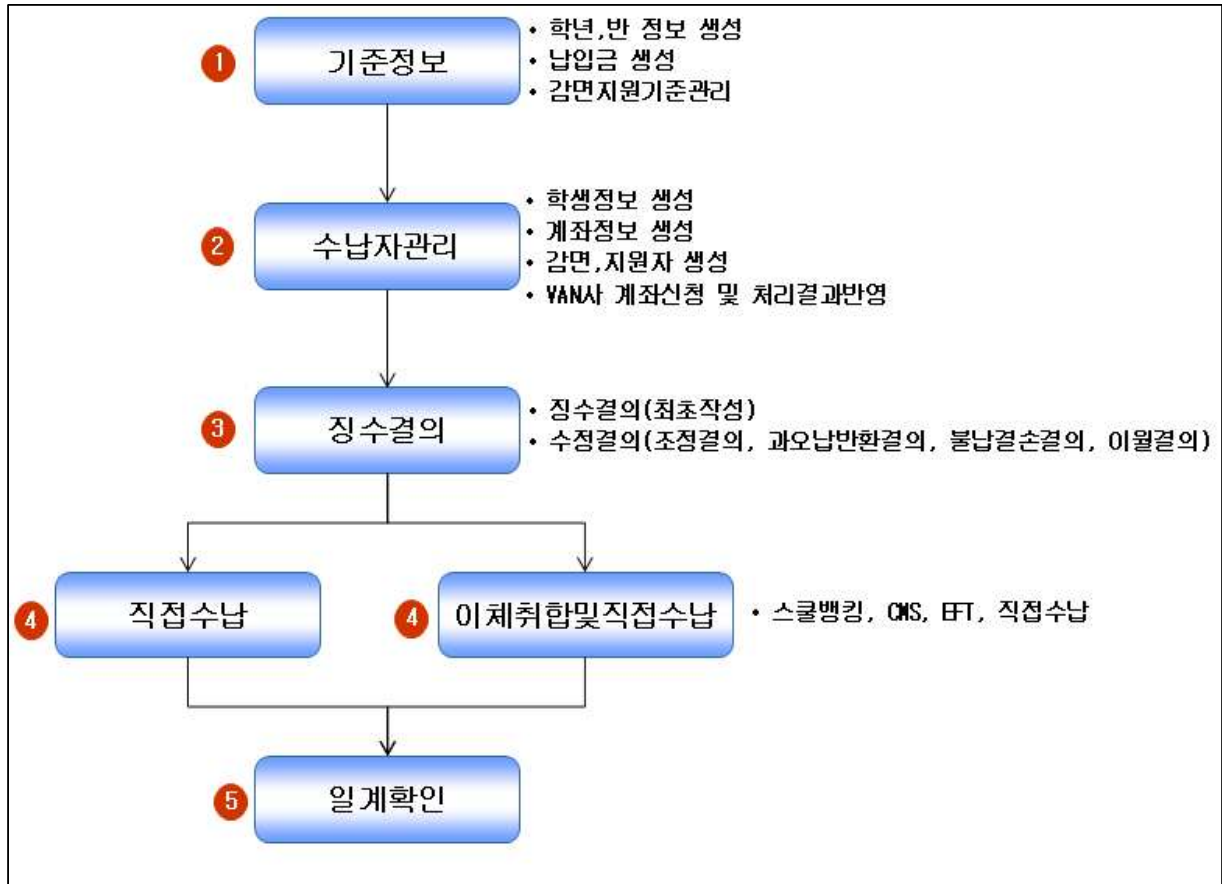 1 기준정보
• 학년,반 정보 생성
• 납입금 생성
• 감면지원기준관리
2 수납자관리
• 학생정보 생성
• 계좌정보 생성
• 감면,지원자 생성
• VAN사 계좌신청 및 처리결과반영
3 징수결의
• 징수결의(최초작성)
• 수정결의(조정결의, 과오납반환결의, 불납결손결의, 이월결의)
4 직접수납
4 이체취합및직접수납
• 스쿨뱅킹, CMS, EFT, 직접수납
5 일계확인